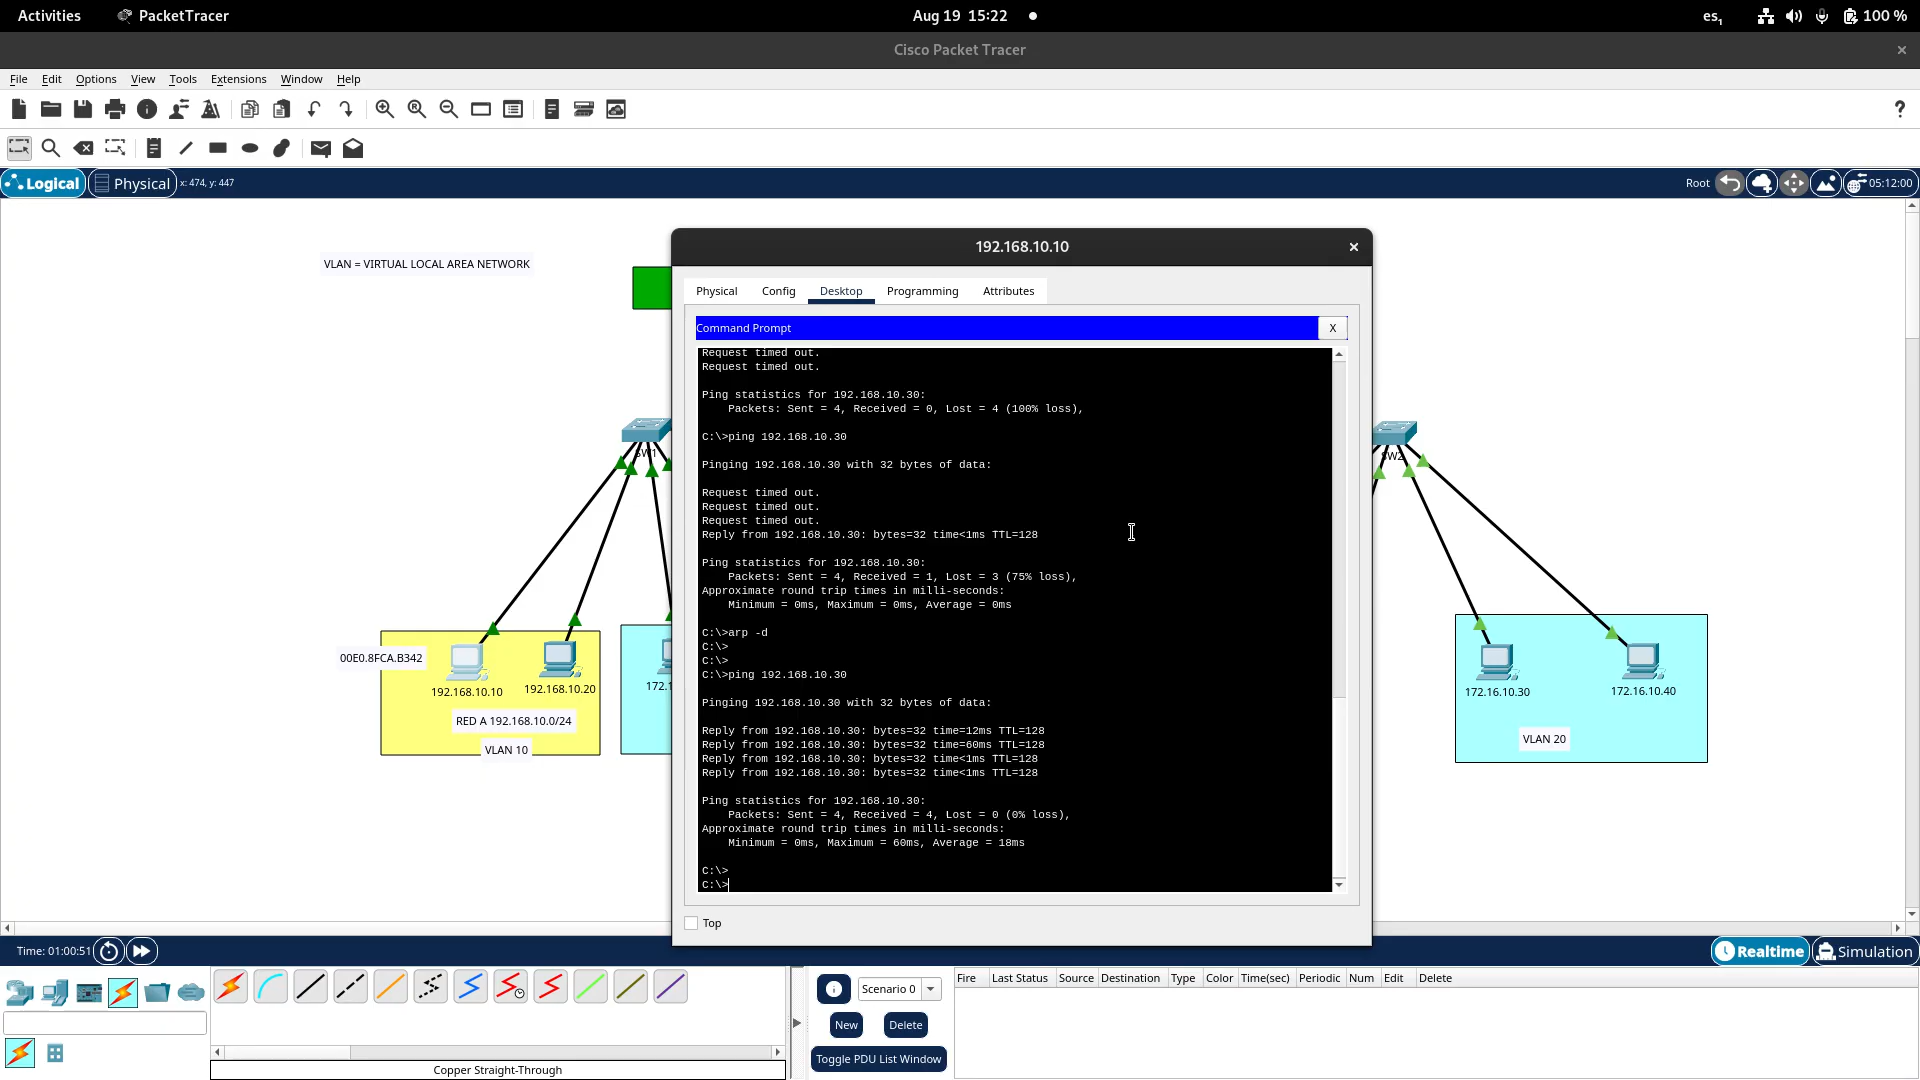 Activities PacketTracer Aug 19 15:22 es₁ 100 %
Cisco Packet Tracer
File Edit Options View Tools Extensions Window Help
Logical Physical x: 474, y: 447 Root 05:12:00
VLAN = VIRTUAL LOCAL AREA NETWORK
192.168.10.10
Physical Config Desktop Programming Attributes
Command Prompt X
Request timed out.
Request timed out.
Ping statistics for 192.168.10.30:
Packets: Sent = 4, Received = 0, Lost = 4 (100% loss),
C:\>ping 192.168.10.30
Pinging 192.168.10.30 with 32 bytes of data:
Request timed out.
Request timed out.
Request timed out.
Reply from 192.168.10.30: bytes=32 time<1ms TTL=128
Ping statistics for 192.168.10.30:
Packets: Sent = 4, Received = 1, Lost = 3 (75% loss),
Approximate round trip times in milli-seconds:
Minimum = 0ms, Maximum = 0ms, Average = 0ms
C:\>arp -d
C:\>
C:\>
C:\>ping 192.168.10.30
Pinging 192.168.10.30 with 32 bytes of data:
Reply from 192.168.10.30: bytes=32 time=12ms TTL=128
Reply from 192.168.10.30: bytes=32 time=60ms TTL=128
Reply from 192.168.10.30: bytes=32 time<1ms TTL=128
Reply from 192.168.10.30: bytes=32 time<1ms TTL=128
Ping statistics for 192.168.10.30:
Packets: Sent = 4, Received = 4, Lost = 0 (0% loss),
Approximate round trip times in milli-seconds:
Minimum = 0ms, Maximum = 60ms, Average = 18ms
C:\>
C:\>
Top
SW1
SW2
00E0.8FCA.B342
192.168.10.10
192.168.10.20
RED A 192.168.10.0/24
VLAN 10
172.1
172.16.10.30
172.16.10.40
VLAN 20
Time: 01:00:51 Realtime Simulation
Scenario 0
New Delete
Toggle PDU List Window
Fire Last Status Source Destination Type Color Time(sec) Periodic Num Edit Delete
Copper Straight-Through